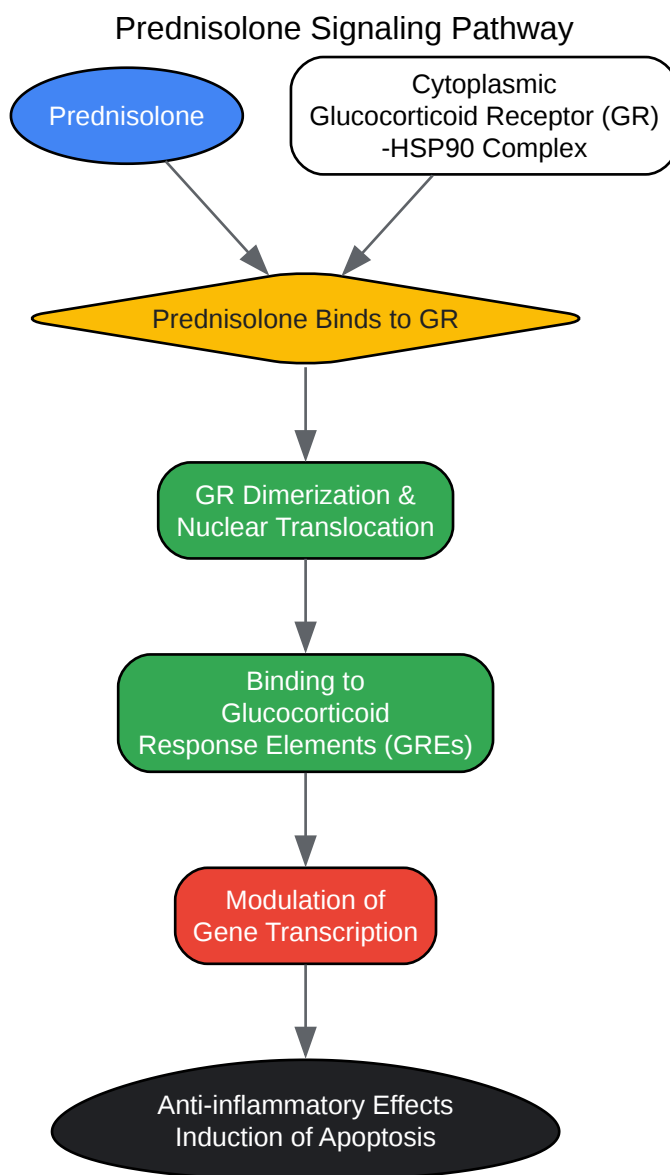 Prednisolone Signaling Pathway
Prednisolone
Cytoplasmic
Glucocorticoid Receptor (GR)
-HSP90 Complex
Prednisolone Binds to GR
GR Dimerization &
Nuclear Translocation
Binding to
Glucocorticoid
Response Elements (GREs)
Modulation of
Gene Transcription
Anti-inflammatory Effects
Induction of Apoptosis